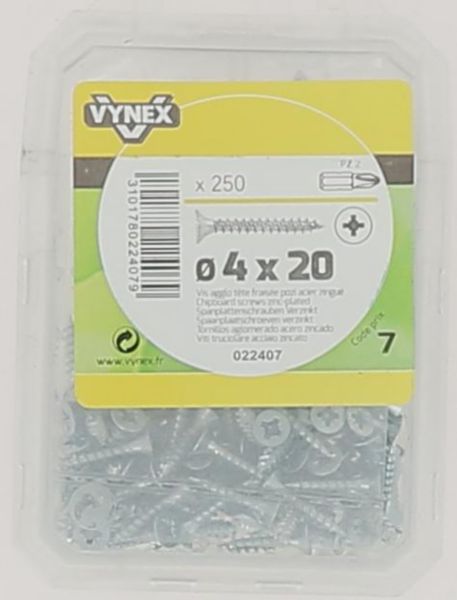 VYNEX
PZ 2
x 250
3101780224079
ø 4 x 20
Vis agglo tête fraisée pozi acier zingué
Chipboard screws zinc-plated
Spanplattenschrauben Verzinkt
Spaanplaatschroeven verzinkt
Tornillos aglomerado acero zincado
Viti truciolare acciaio zincato
022407
www.vynex.fr
Code prix
7